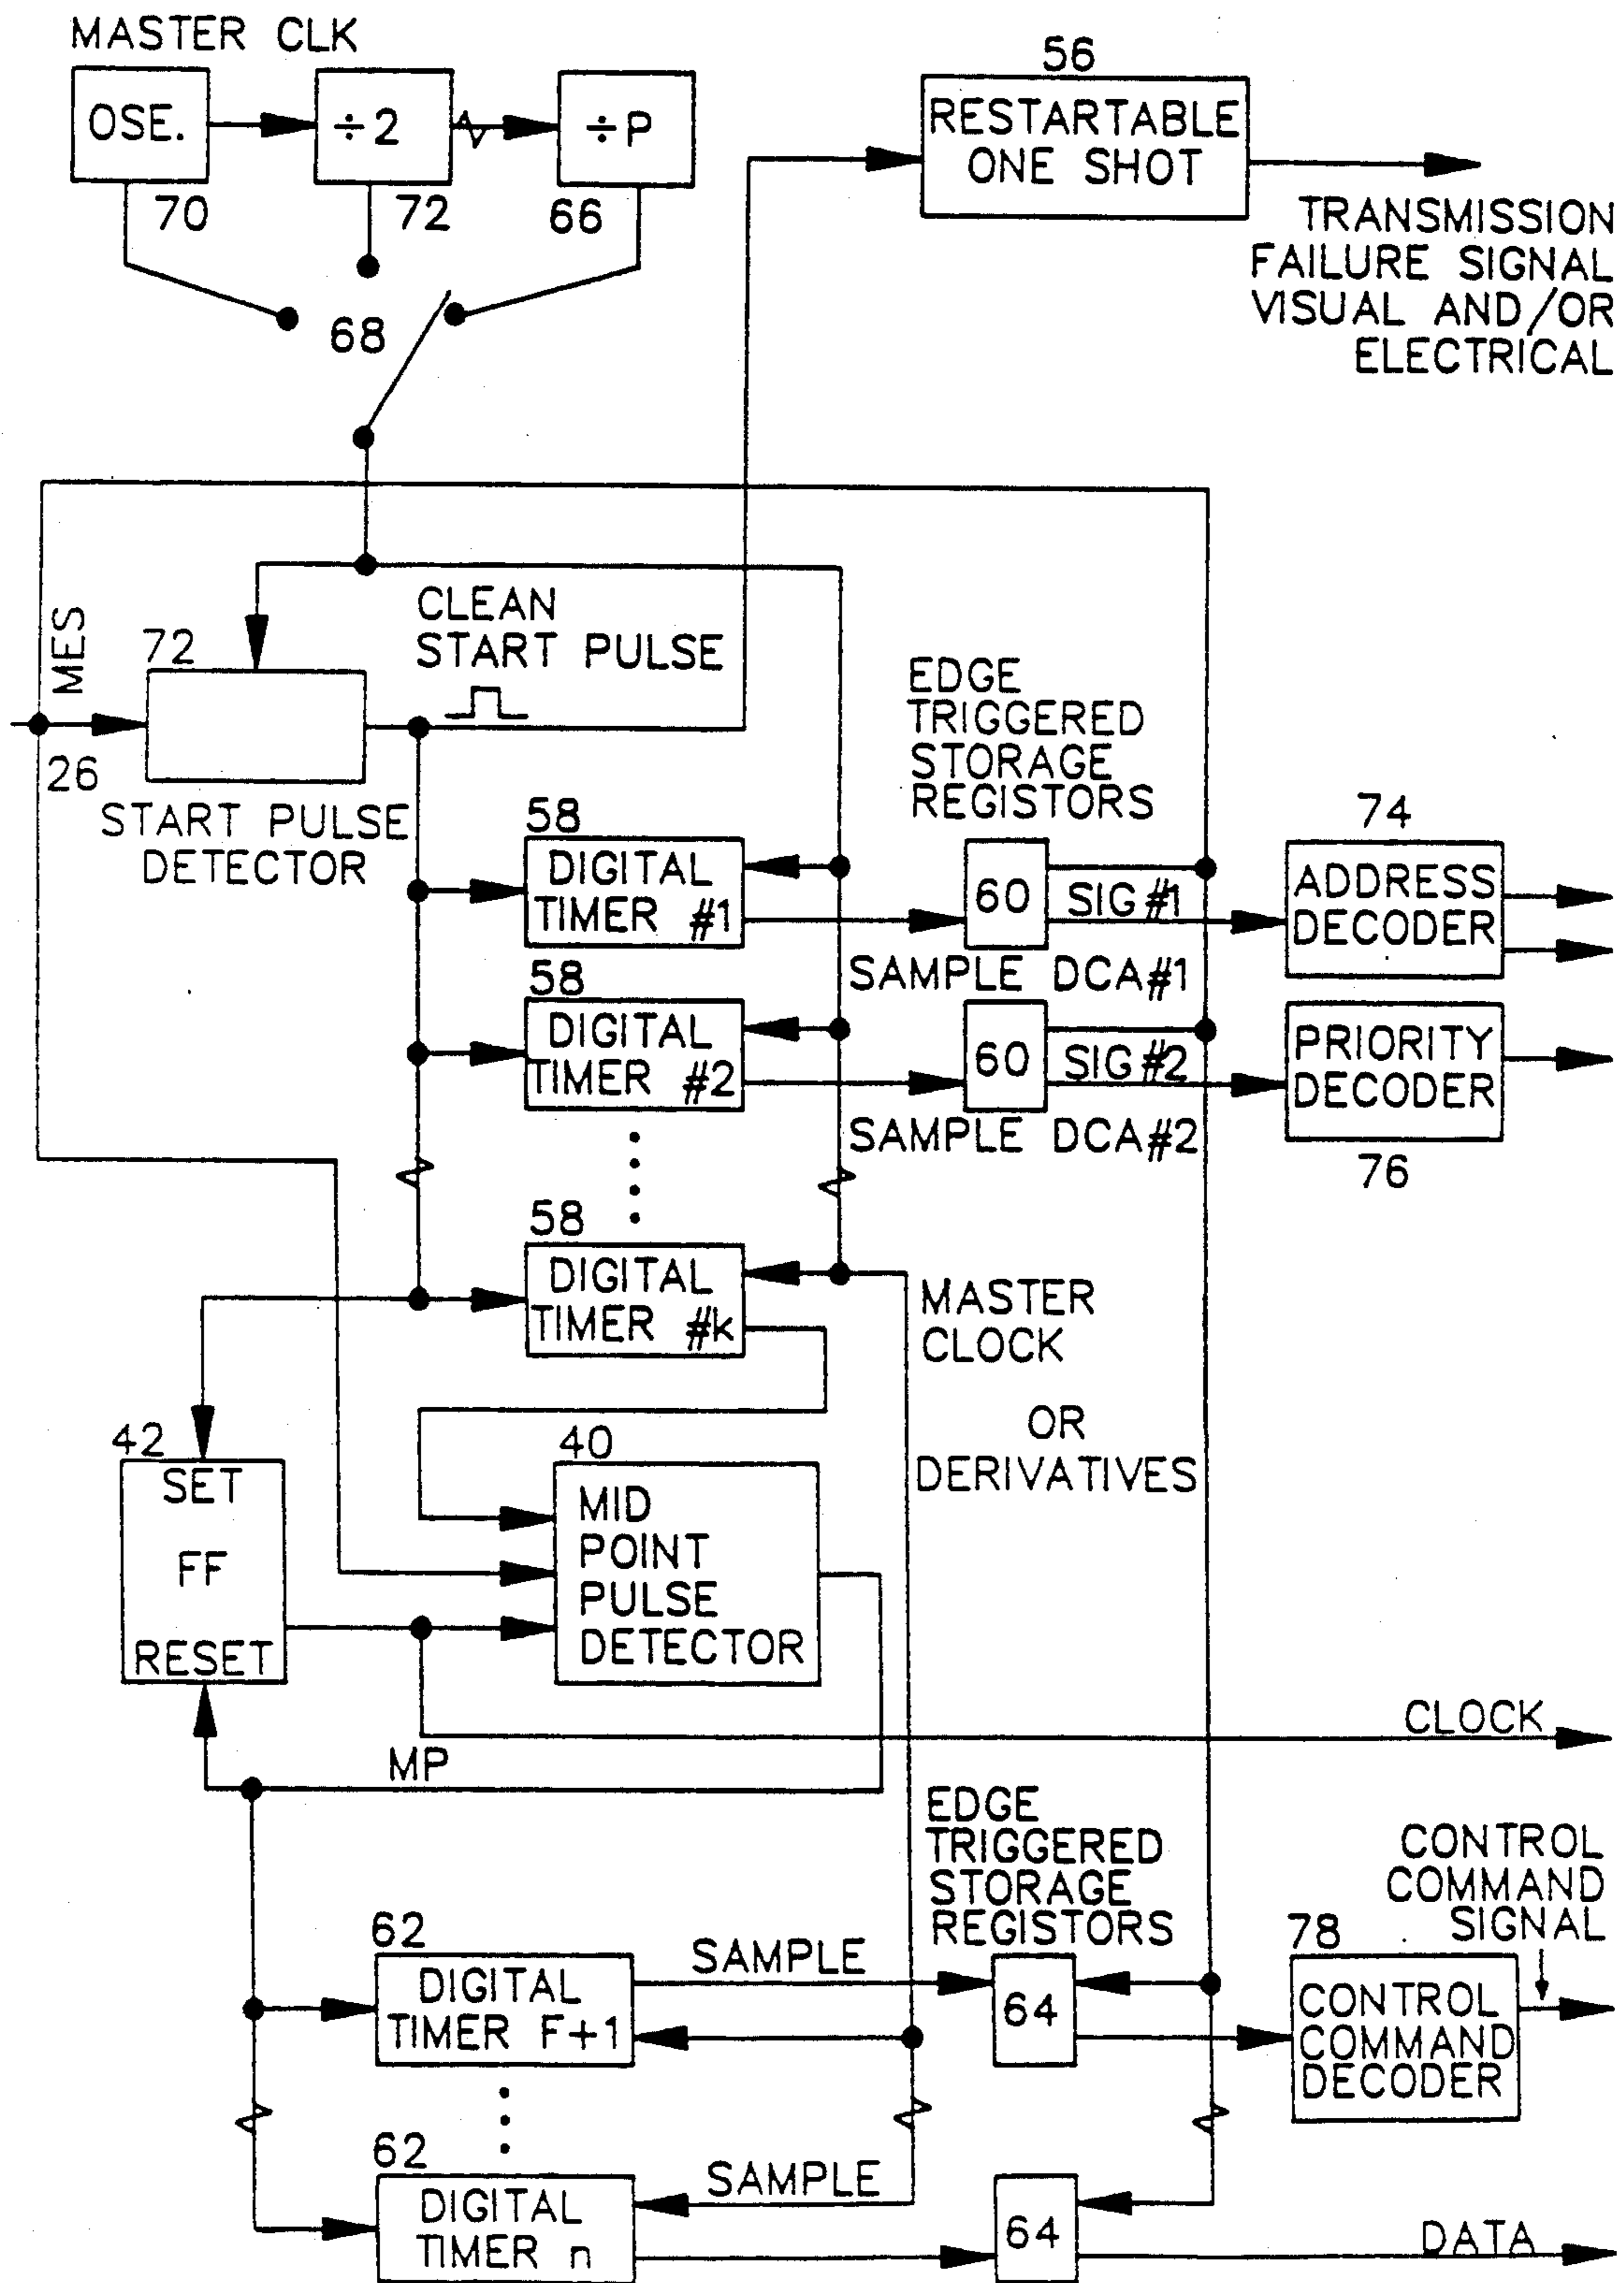 MASTER CLK
OSE.
÷2
÷P
70
72
66
68
56
RESTARTABLE
ONE SHOT
TRANSMISSION
FAILURE SIGNAL
VISUAL AND/OR
ELECTRICAL
MES
26
72
START PULSE
DETECTOR
CLEAN
START PULSE
EDGE
TRIGGERED
STORAGE
REGISTORS
58
DIGITAL
TIMER #1
60
SIG#1
SAMPLE DCA#1
74
ADDRESS
DECODER
58
DIGITAL
TIMER #2
60
SIG#2
SAMPLE DCA#2
PRIORITY
DECODER
76
58
DIGITAL
TIMER #k
MASTER
CLOCK
OR
DERIVATIVES
42
SET
FF
RESET
40
MID
POINT
PULSE
DETECTOR
CLOCK
MP
EDGE
TRIGGERED
STORAGE
REGISTORS
62
DIGITAL
TIMER F+1
SAMPLE
64
78
CONTROL
COMMAND
DECODER
CONTROL
COMMAND
SIGNAL
62
DIGITAL
TIMER n
SAMPLE
64
DATA